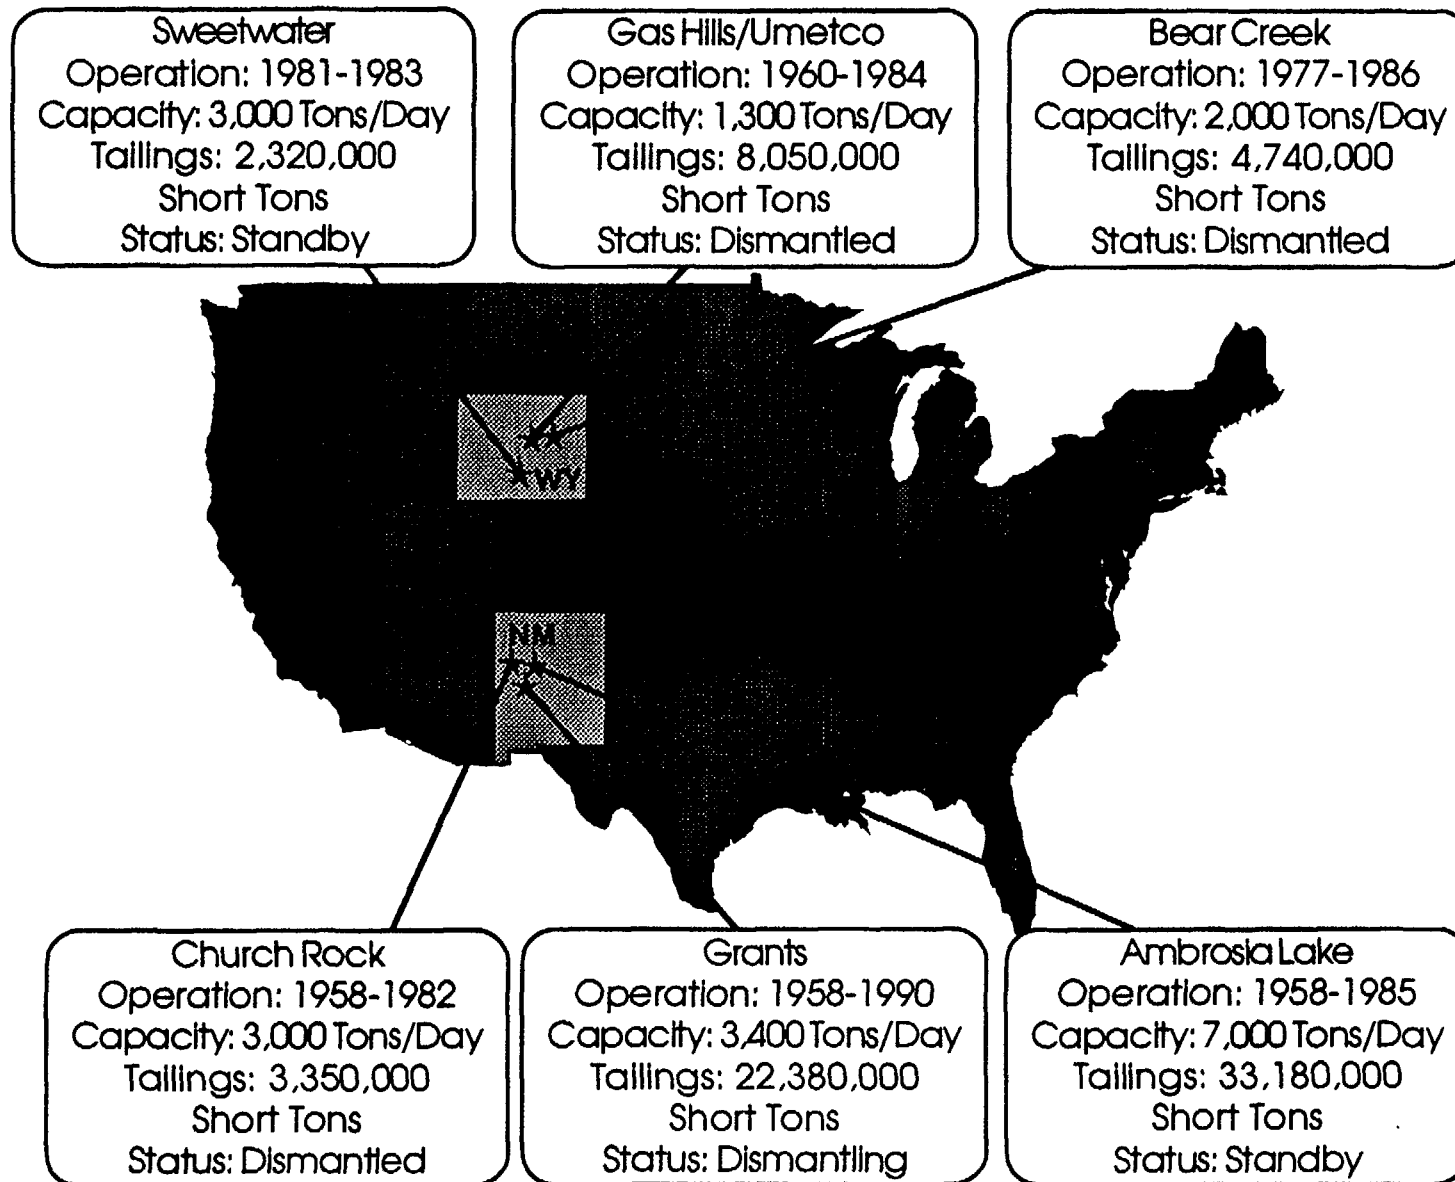 Sweetwater
Operation: 1981-1983
Capacity: 3,000 Tons/Day
Tailings: 2,320,000
Short Tons
Status: Standby
Gas Hills/Umetco
Operation: 1960-1984
Capacity: 1,300 Tons/Day
Tailings: 8,050,000
Short Tons
Status: Dismantled
Bear Creek
Operation: 1977-1986
Capacity: 2,000 Tons/Day
Tailings: 4,740,000
Short Tons
Status: Dismantled
WY
NM
Church Rock
Operation: 1958-1982
Capacity: 3,000 Tons/Day
Tailings: 3,350,000
Short Tons
Status: Dismantled
Grants
Operation: 1958-1990
Capacity: 3,400 Tons/Day
Tailings: 22,380,000
Short Tons
Status: Dismantling
Ambrosia Lake
Operation: 1958-1985
Capacity: 7,000 Tons/Day
Tailings: 33,180,000
Short Tons
Status: Standby